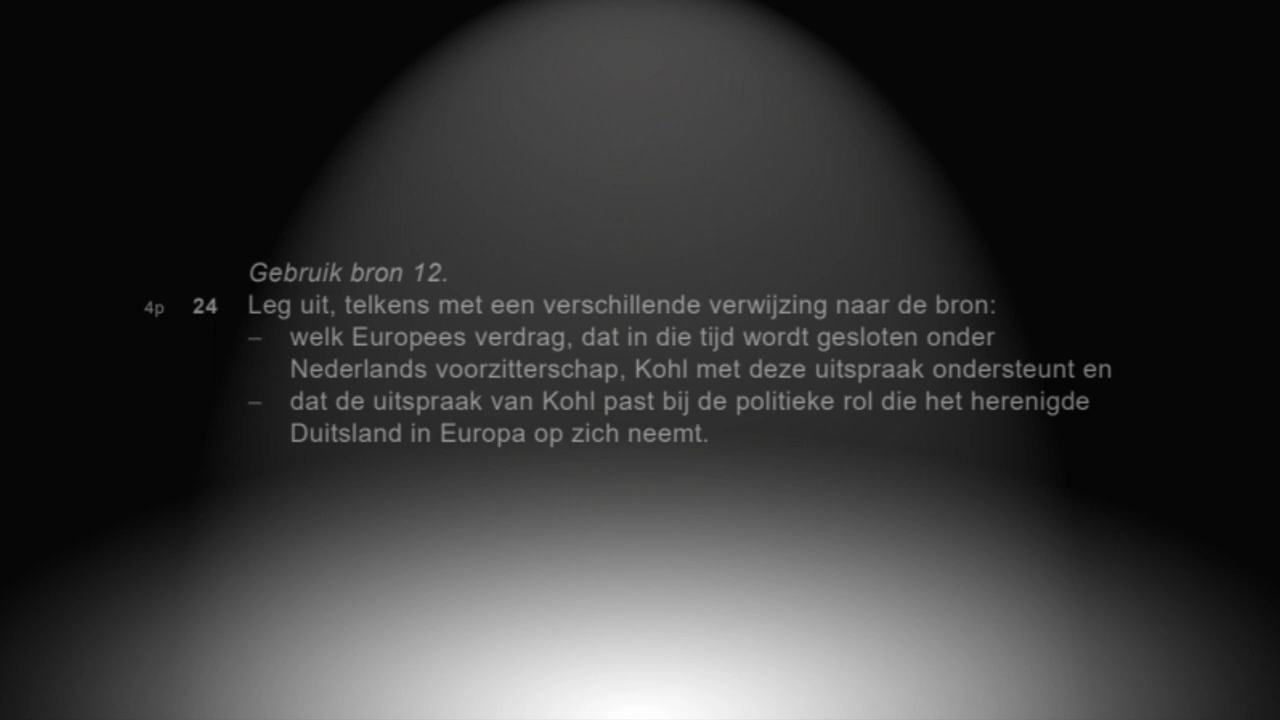 Gebruik bron 12.
4p 24 Leg uit, telkens met een verschillende verwijzing naar de bron:
– welk Europees verdrag, dat in die tijd wordt gesloten onder
Nederlands voorzitterschap, Kohl met deze uitspraak ondersteunt en
– dat de uitspraak van Kohl past bij de politieke rol die het herenigde
Duitsland in Europa op zich neemt.